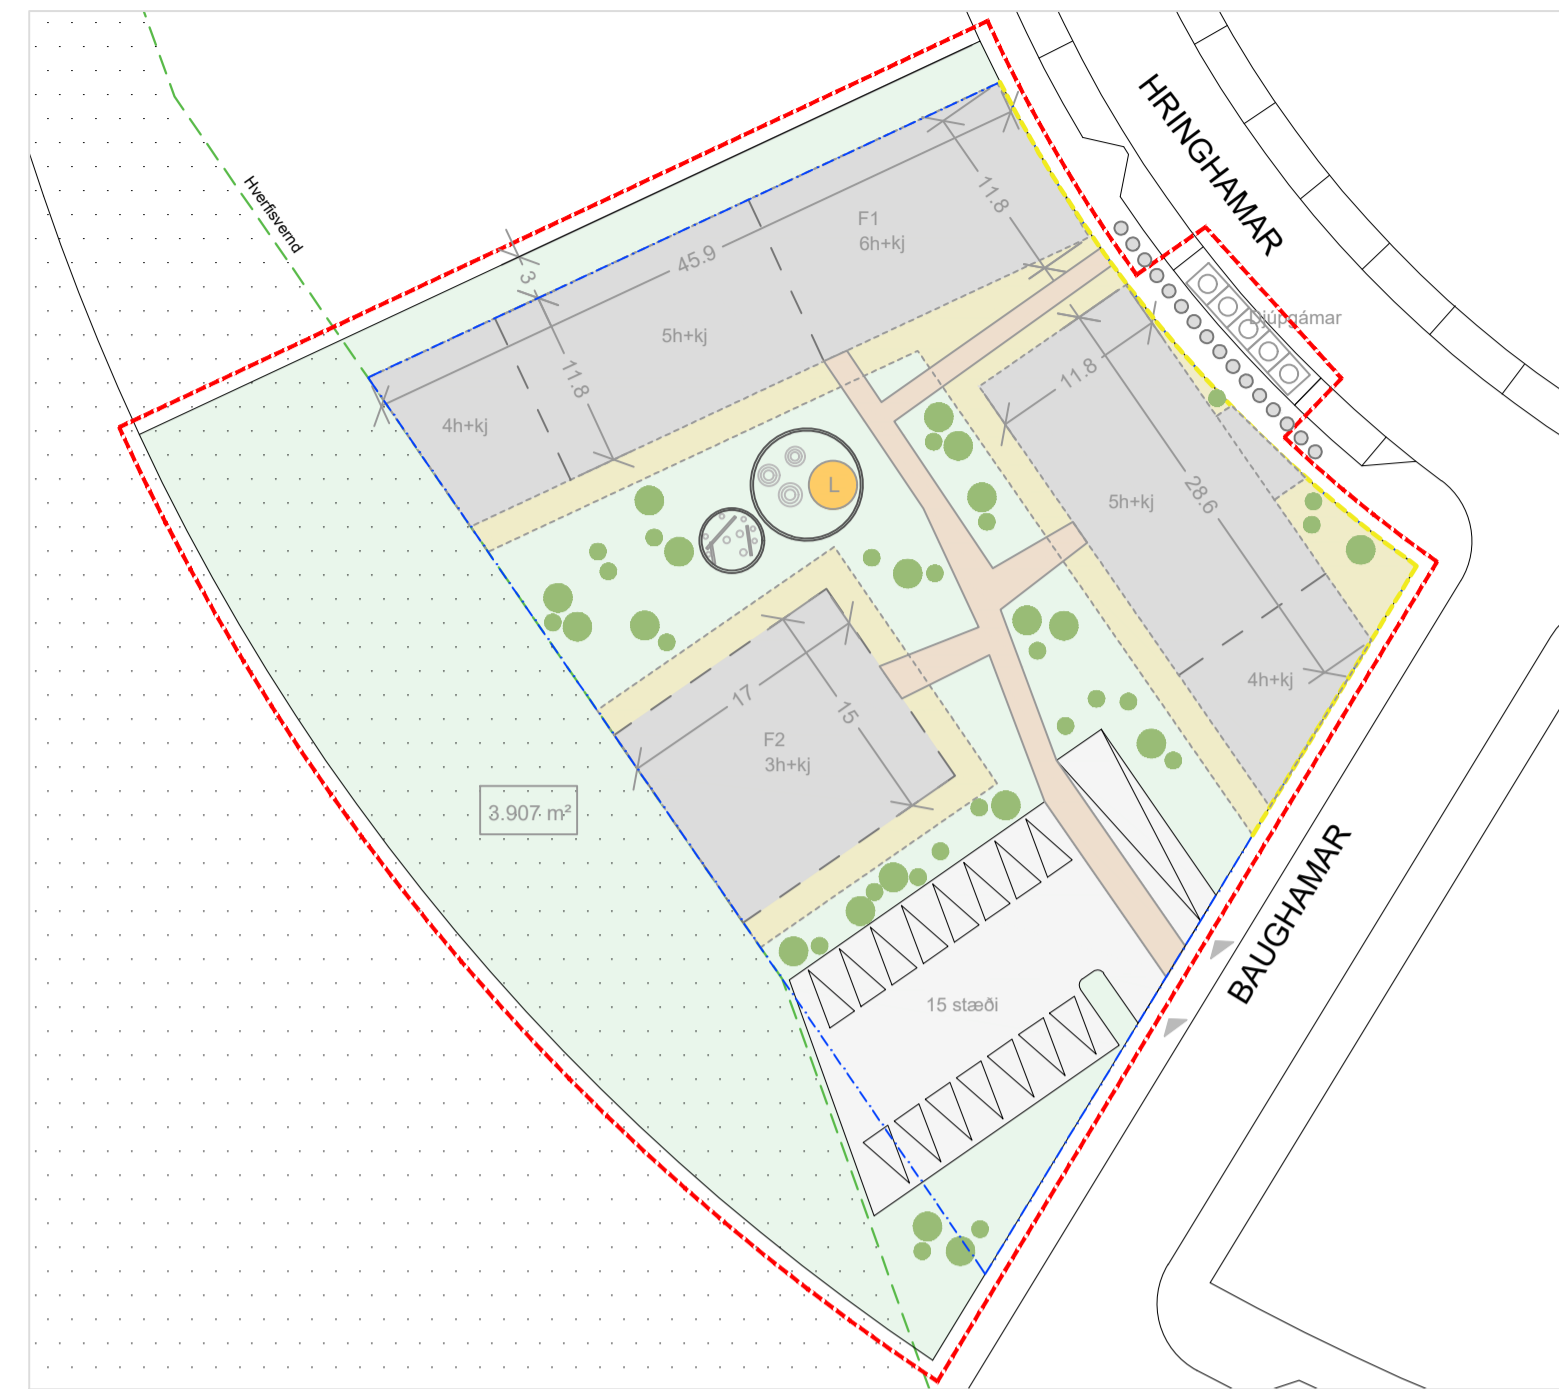 HRINGHAMAR
Hverfisvernd
11.8
F1
6h+kj
45.9
3
Djúpgámar
5h+kj
11.8
11.8
4h+kj
L
28.6
5h+kj
4h+kj
17
15
F2
3h+kj
3.907 m²
BAUGHAMAR
15 stæði